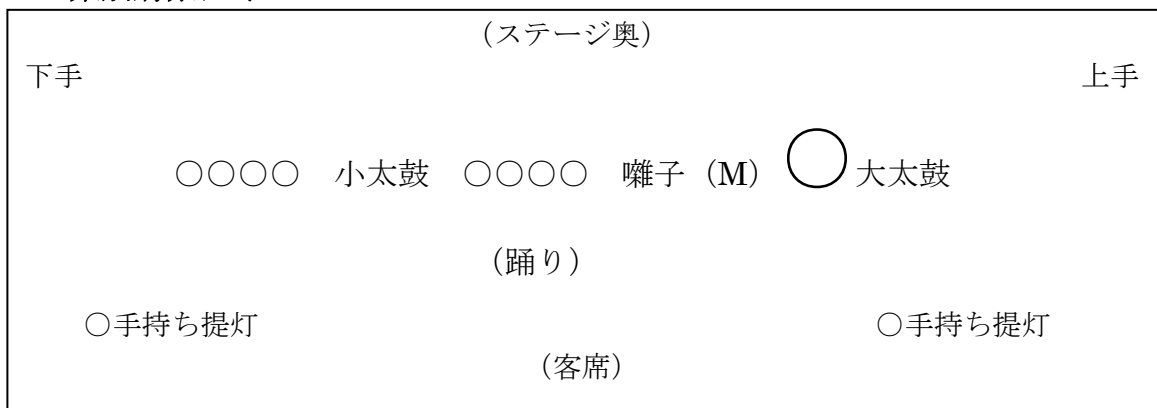 （ステージ奥）
下手 上手
○○○○ 小太鼓 ○○○○ 囃子（M） ○大太鼓
（踊り）
○手持ち提灯 ○手持ち提灯
（客席）